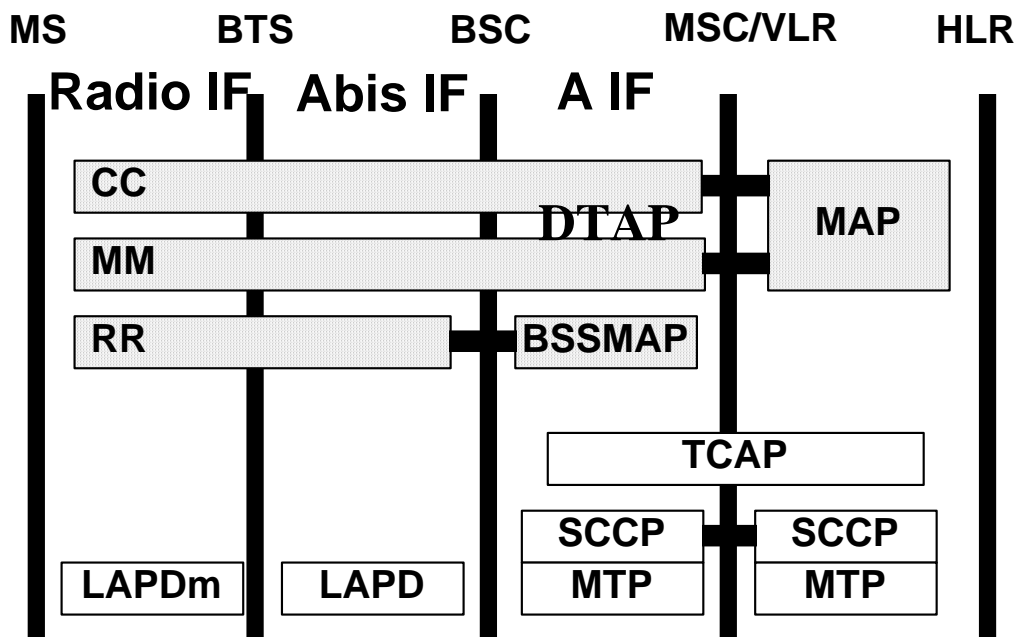 MS BTS BSC MSC/VLR HLR
Radio IF Abis IF A IF
CC
DTAP MAP
MM
RR BSSMAP
TCAP
SCCP SCCP
LAPDm LAPD MTP MTP